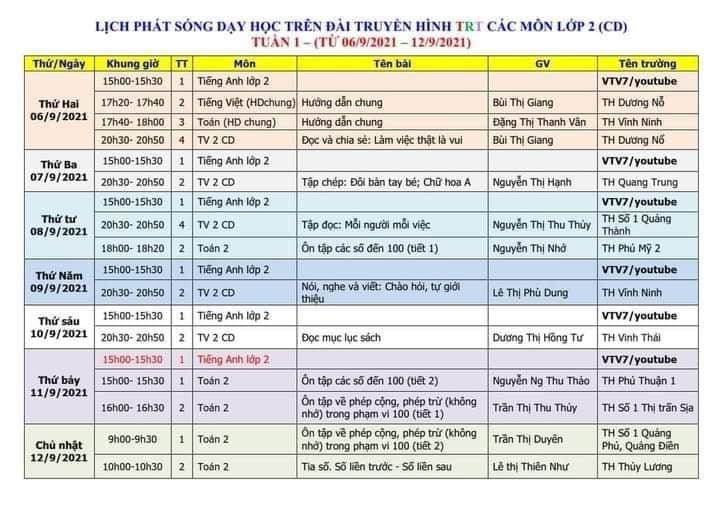 LỊCH PHÁT SÓNG DẠY HỌC TRÊN ĐÀI TRUYỀN HÌNH TRT CÁC MÔN LỚP 2 (CD)
TUẦN 1 – (TỪ 06/9/2021 – 12/9/2021)
Thứ/Ngày Khung giờ TT Môn Tên bài GV Tên trường
Thứ Hai 06/9/2021
15h00-15h30 1 Tiếng Anh lớp 2 VTV7/youtube
17h20- 17h40 2 Tiếng Việt (HDchung) Hướng dẫn chung Bùi Thị Giang TH Dương Nỗ
17h40- 18h00 3 Toán (HD chung) Hướng dẫn chung Đặng Thị Thanh Vân TH Vĩnh Ninh
20h30- 20h50 4 TV 2 CD Đọc và chia sẻ: Làm việc thật là vui Bùi Thị Giang TH Dương Nỗ
Thứ Ba 07/9/2021
15h00-15h30 1 Tiếng Anh lớp 2 VTV7/youtube
20h30- 20h50 2 TV 2 CD Tập chép: Đôi bàn tay bé; Chữ hoa A Nguyễn Thị Hạnh TH Quang Trung
Thứ tư 08/9/2021
15h00-15h30 1 Tiếng Anh lớp 2 VTV7/youtube
20h30- 20h50 4 TV 2 CD Tập đọc: Mỗi người mỗi việc Nguyễn Thị Thu Thủy TH Số 1 Quảng Thành
18h00- 18h20 2 Toán 2 Ôn tập các số đến 100 (tiết 1) Nguyễn Thị Nhớ TH Phú Mỹ 2
Thứ Năm 09/9/2021
15h00-15h30 1 Tiếng Anh lớp 2 VTV7/youtube
20h30- 20h50 2 TV 2 CD Nói, nghe và viết: Chào hỏi, tự giới thiệu Lê Thị Phù Dung TH Vĩnh Ninh
Thứ sáu 10/9/2021
15h00-15h30 1 Tiếng Anh lớp 2 VTV7/youtube
20h30- 20h50 2 TV 2 CD Đọc mục lục sách Dương Thị Hồng Tư TH Vinh Thái
Thứ bảy 11/9/2021
15h00-15h30 1 Tiếng Anh lớp 2 VTV7/youtube
15h00- 15h30 1 Toán 2 Ôn tập các số đến 100 (tiết 2) Nguyễn Ng Thu Thảo TH Phú Thuận 1
16h00- 16h30 2 Toán 2 Ôn tập về phép cộng, phép trừ (không nhớ) trong phạm vi 100 (tiết 1) Trần Thị Thu Thủy TH Số 1 Thị trấn Sịa
Chủ nhật 12/9/2021
9h00-9h30 1 Toán 2 Ôn tập về phép cộng, phép trừ (không nhớ) trong phạm vi 100 (tiết 2) Trần Thị Duyên TH Số 1 Quảng Phú, Quảng Điền
10h00-10h30 2 Toán 2 Tia số. Số liền trước - Số liền sau Lê thị Thiên Như TH Thủy Lương